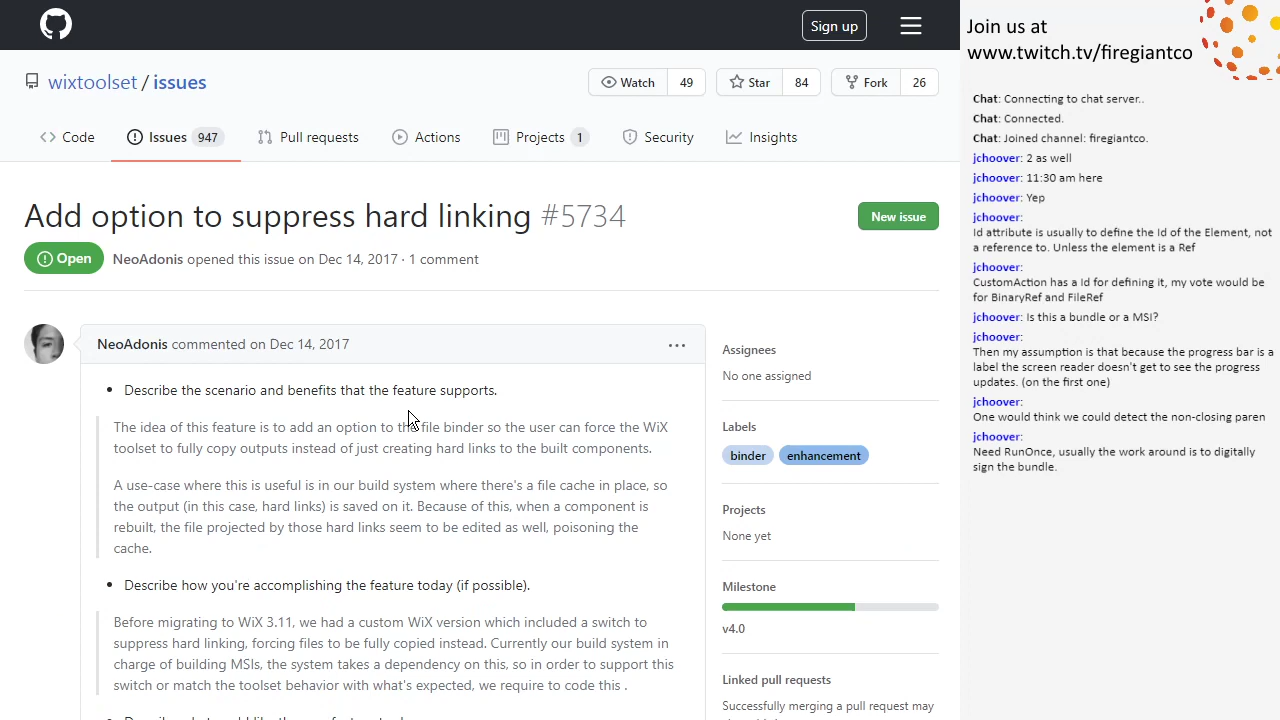 Sign up
wixtoolset / issues
Watch 49
Star 84
Fork 26
Code
Issues 947
Pull requests
Actions
Projects 1
Security
Insights
Add option to suppress hard linking #5734
New issue
Open
NeoAdonis opened this issue on Dec 14, 2017 · 1 comment
NeoAdonis commented on Dec 14, 2017
• Describe the scenario and benefits that the feature supports.
The idea of this feature is to add an option to the file binder so the user can force the WiX
toolset to fully copy outputs instead of just creating hard links to the built components.
A use-case where this is useful is in our build system where there's a file cache in place, so
the output (in this case, hard links) is saved on it. Because of this, when a component is
rebuilt, the file projected by those hard links seem to be edited as well, poisoning the
cache.
• Describe how you're accomplishing the feature today (if possible).
Before migrating to WiX 3.11, we had a custom WiX version which included a switch to
suppress hard linking, forcing files to be fully copied instead. Currently our build system in
charge of building MSIs, the system takes a dependency on this, so in order to support this
switch or match the toolset behavior with what's expected, we require to code this .
Assignees
No one assigned
Labels
binder
enhancement
Projects
None yet
Milestone
v4.0
Linked pull requests
Successfully merging a pull request may
Join us at
www.twitch.tv/firegiantco
Chat: Connecting to chat server..
Chat: Connected.
Chat: Joined channel: firegiantco.
jchoover: 2 as well
jchoover: 11:30 am here
jchoover: Yep
jchoover:
Id attribute is usually to define the Id of the Element, not
a reference to. Unless the element is a Ref
jchoover:
CustomAction has a Id for defining it, my vote would be
for BinaryRef and FileRef
jchoover: Is this a bundle or a MSI?
jchoover:
Then my assumption is that because the progress bar is a
label the screen reader doesn't get to see the progress
updates. (on the first one)
jchoover:
One would think we could detect the non-closing paren
jchoover:
Need RunOnce, usually the work around is to digitally
sign the bundle.